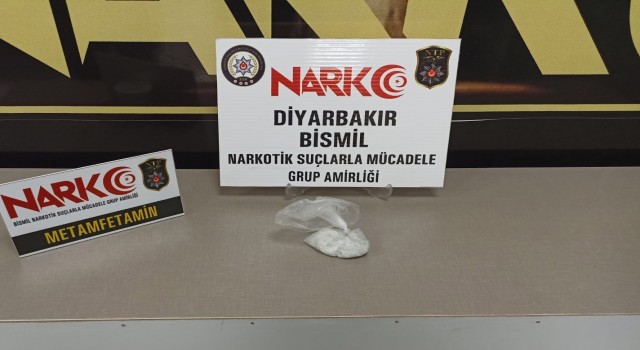 NARKO
NTP
DİYARBAKIR
BİSMİL
NARKOTİK SUÇLARLA MÜCADELE
GRUP AMİRLİĞİ
NARKO
BİSMİL NARKOTİK SUÇLARLA MÜCADELE GRUP AMİRLİĞİ
METAMFETAMİN